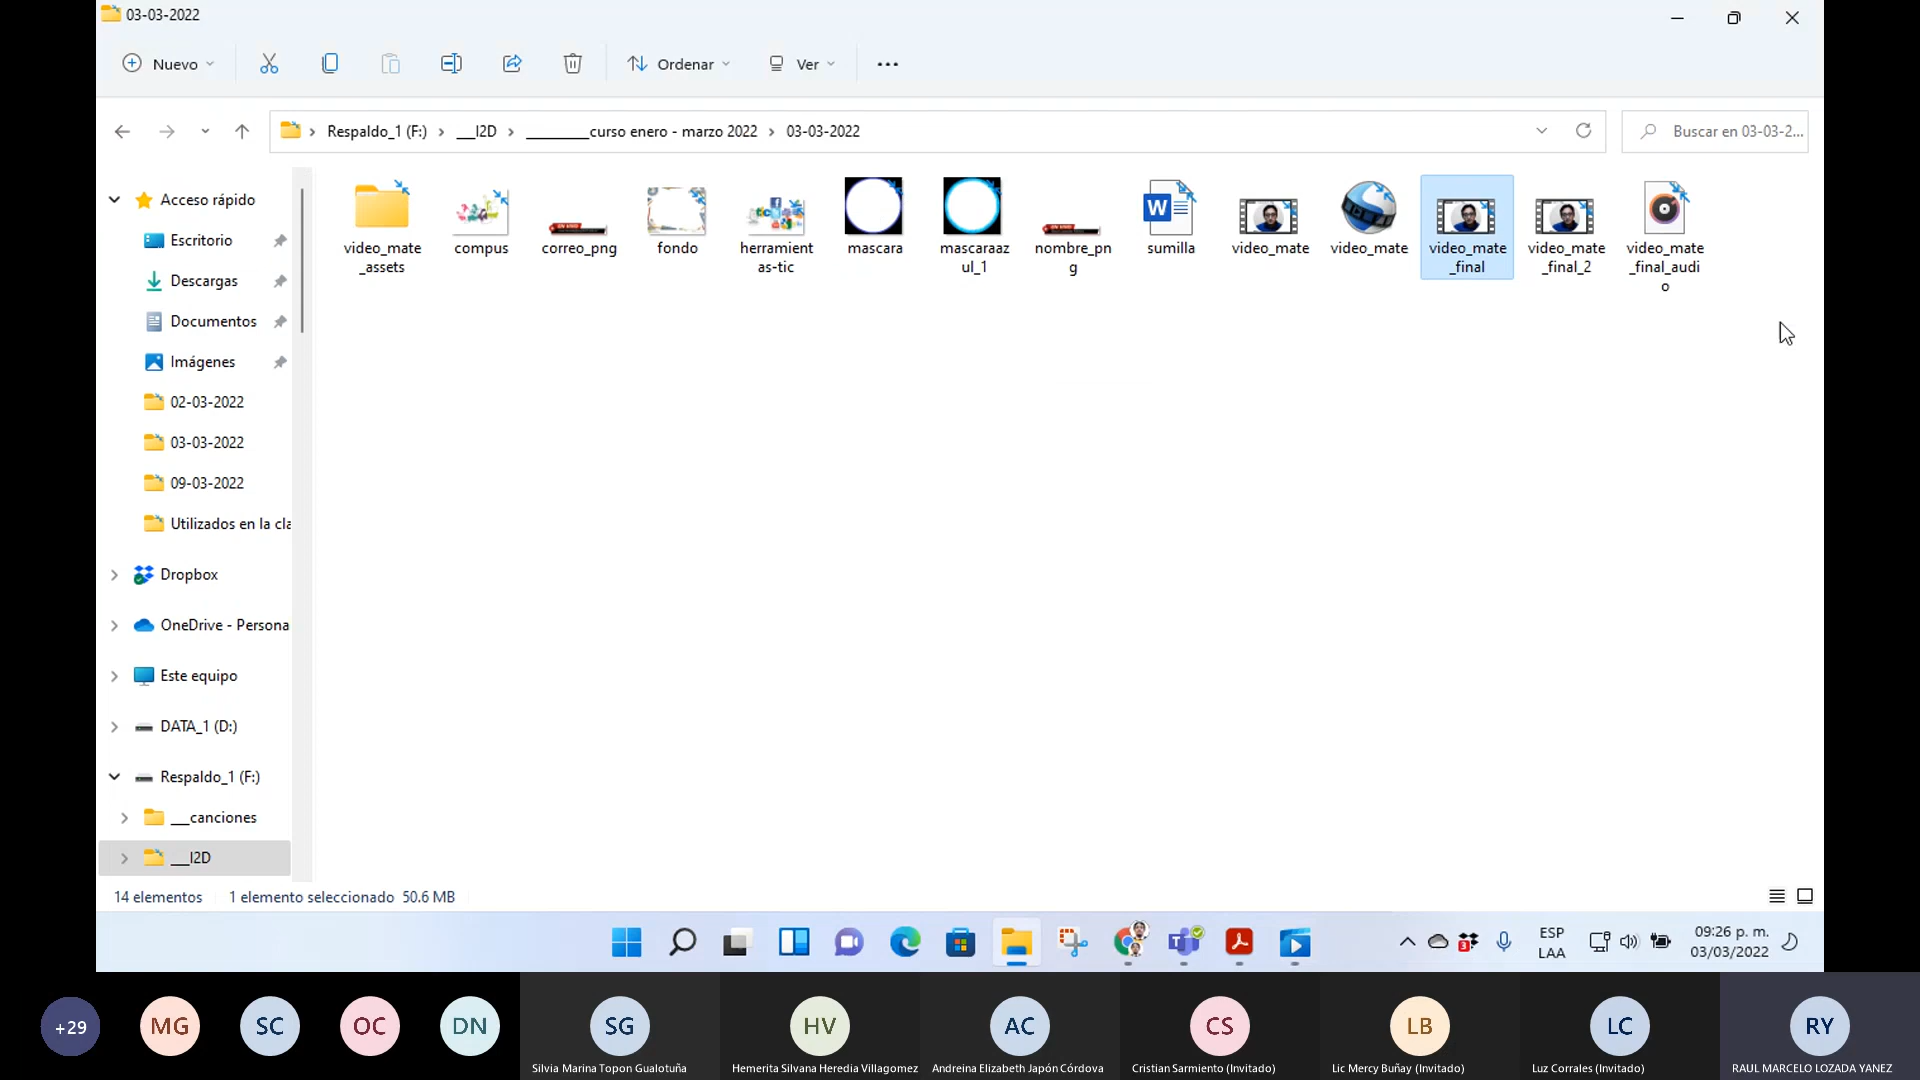 03-03-2022
Nuevo
Ordenar
Ver
Respaldo_1 (F:) › __I2D › ________curso enero - marzo 2022 › 03-03-2022
Buscar en 03-03-2...
Acceso rápido
Escritorio
Descargas
Documentos
Imágenes
02-03-2022
03-03-2022
09-03-2022
Utilizados en la cla
Dropbox
OneDrive - Persona
Este equipo
DATA_1 (D:)
Respaldo_1 (F:)
__canciones
__I2D
video_mate
_assets
compus
correo_png
fondo
herramient
as-tic
mascara
mascaraaz
ul_1
nombre_pn
g
sumilla
video_mate
video_mate
video_mate
_final
video_mate
_final_2
video_mate
_final_audi
o
14 elementos
1 elemento seleccionado 50.6 MB
ESP
LAA
09:26 p. m.
03/03/2022
+29
MG
SC
OC
DN
SG
Silvia Marina Topon Gualotuña
HV
Hemerita Silvana Heredia Villagomez
AC
Andreina Elizabeth Japón Córdova
CS
Cristian Sarmiento (Invitado)
LB
Lic Mercy Buñay (Invitado)
LC
Luz Corrales (Invitado)
RY
RAUL MARCELO LOZADA YANEZ